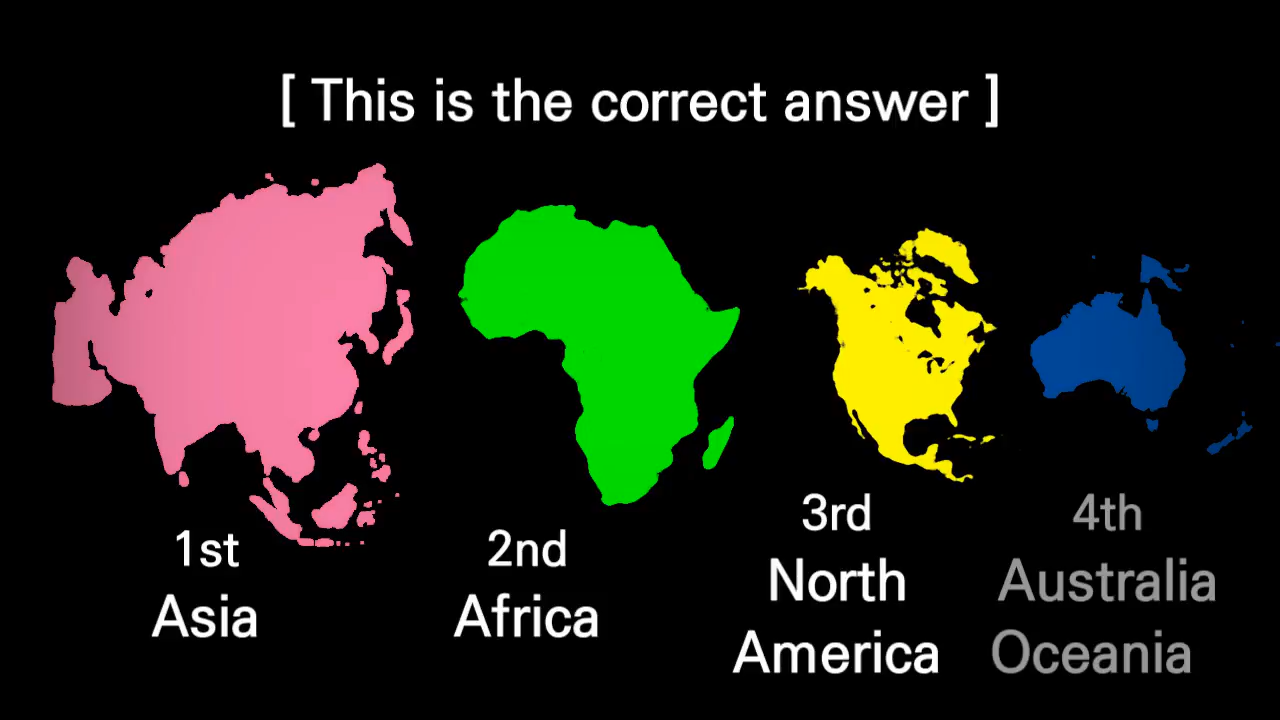 [ This is the correct answer ]
1st
Asia
2nd
Africa
3rd
North
America
4th
Australia
Oceania